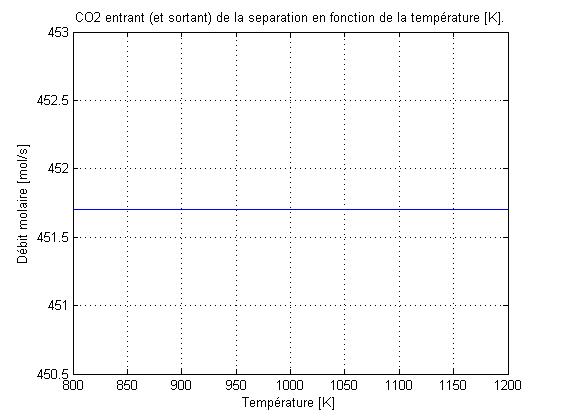 CO2 entrant (et sortant) de la separation en fonction de la température [K].
453
452.5
452
451.5
451
450.5
Débit molaire [mol/s]
800 850 900 950 1000 1050 1100 1150 1200
Température [K]